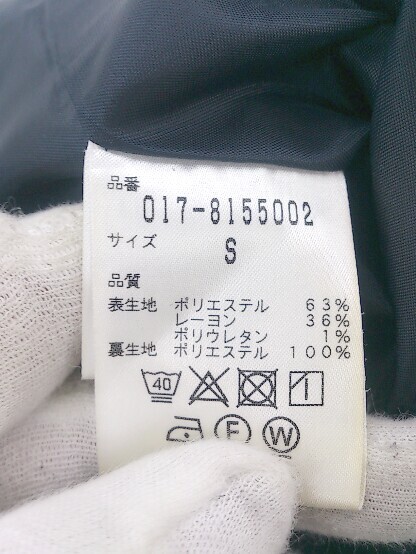 品番
017-8155002
サイズ
S
品質
表生地 ポリエステル 63%
レーヨン 36%
ポリウレタン 1%
裏生地 ポリエステル 100%
40
F W